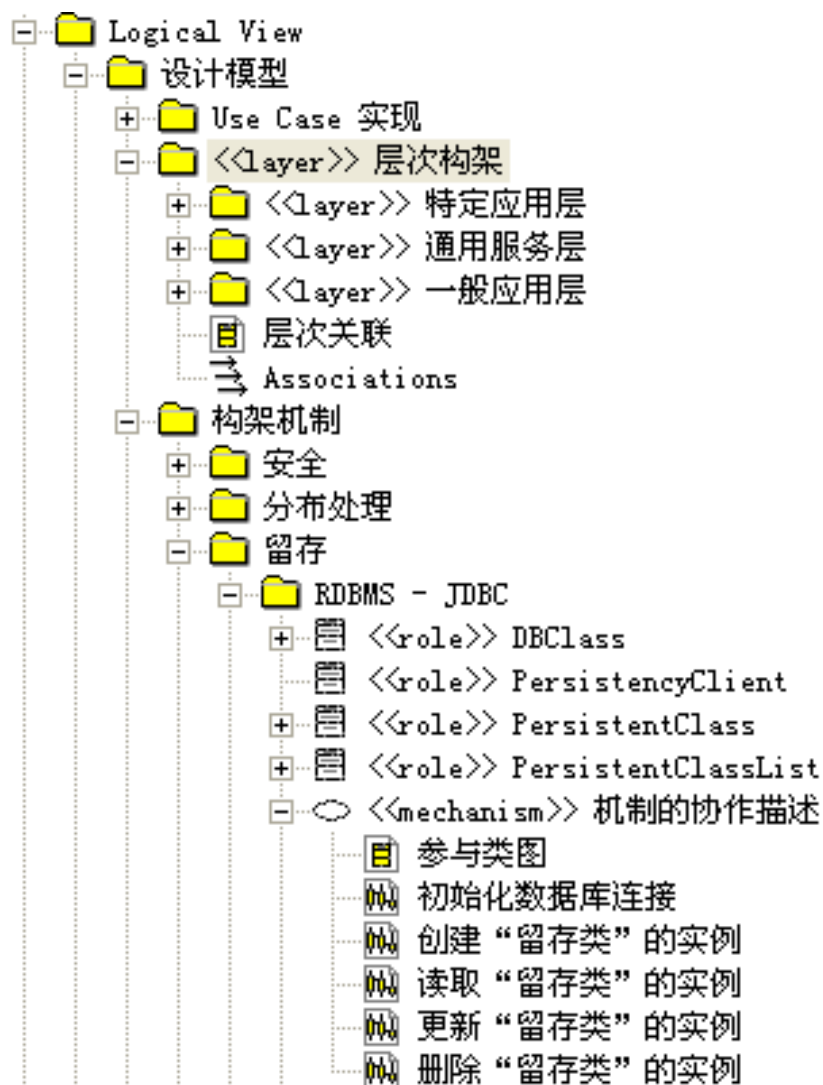 Logical View
设计模型
Use Case 实现
<<layer>> 层次构架
<<layer>> 特定应用层
<<layer>> 通用服务层
<<layer>> 一般应用层
层次关联
Associations
构架机制
安全
分布处理
留存
RDBMS - JDBC
<<role>> DBClass
<<role>> PersistencyClient
<<role>> PersistentClass
<<role>> PersistentClassList
<<mechanism>> 机制的协作描述
参与类图
初始化数据库连接
创建“留存类”的实例
读取“留存类”的实例
更新“留存类”的实例
删除“留存类”的实例